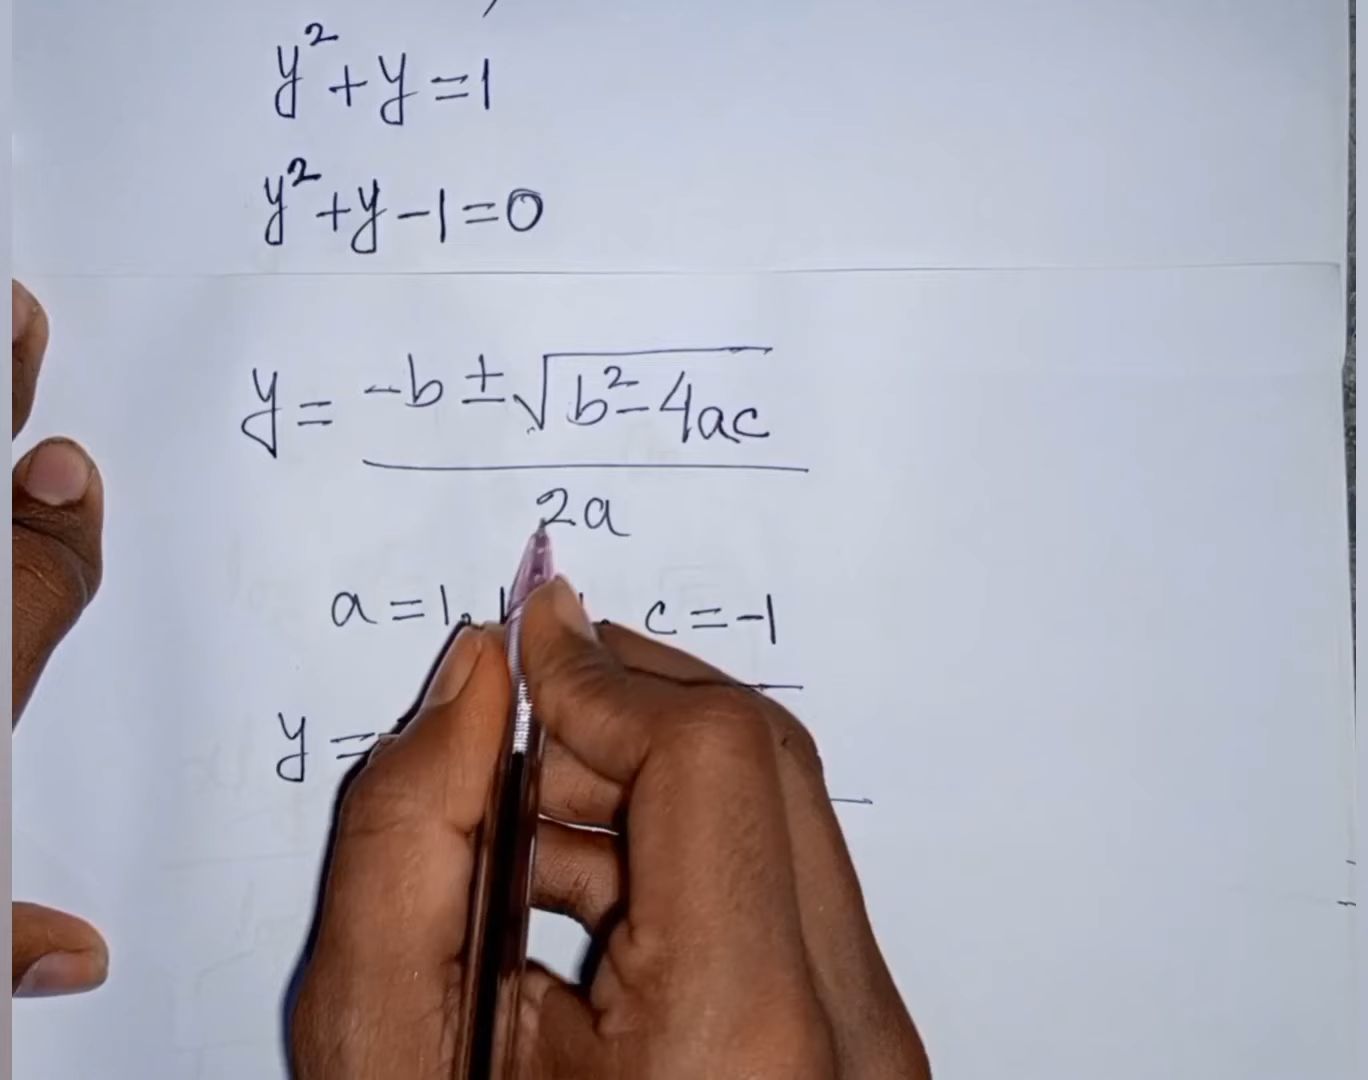 y²+y=1
y²+y-1=0
y= -b±√b²-4ac
2a
a=1, c=-1
y=